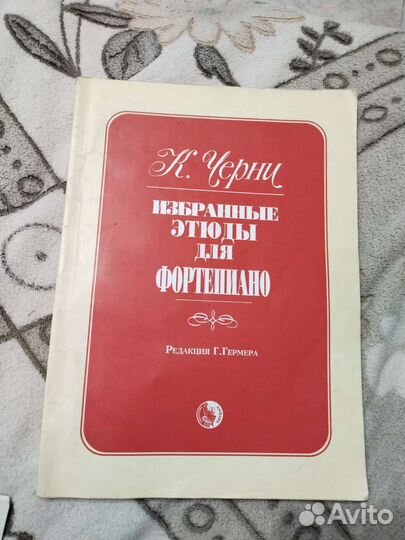 К. Черни
ИЗБРАННЫЕ
ЭТЮДЫ
ДЛЯ
ФОРТЕПИАНО
Редакция Г.Гермера
Avito